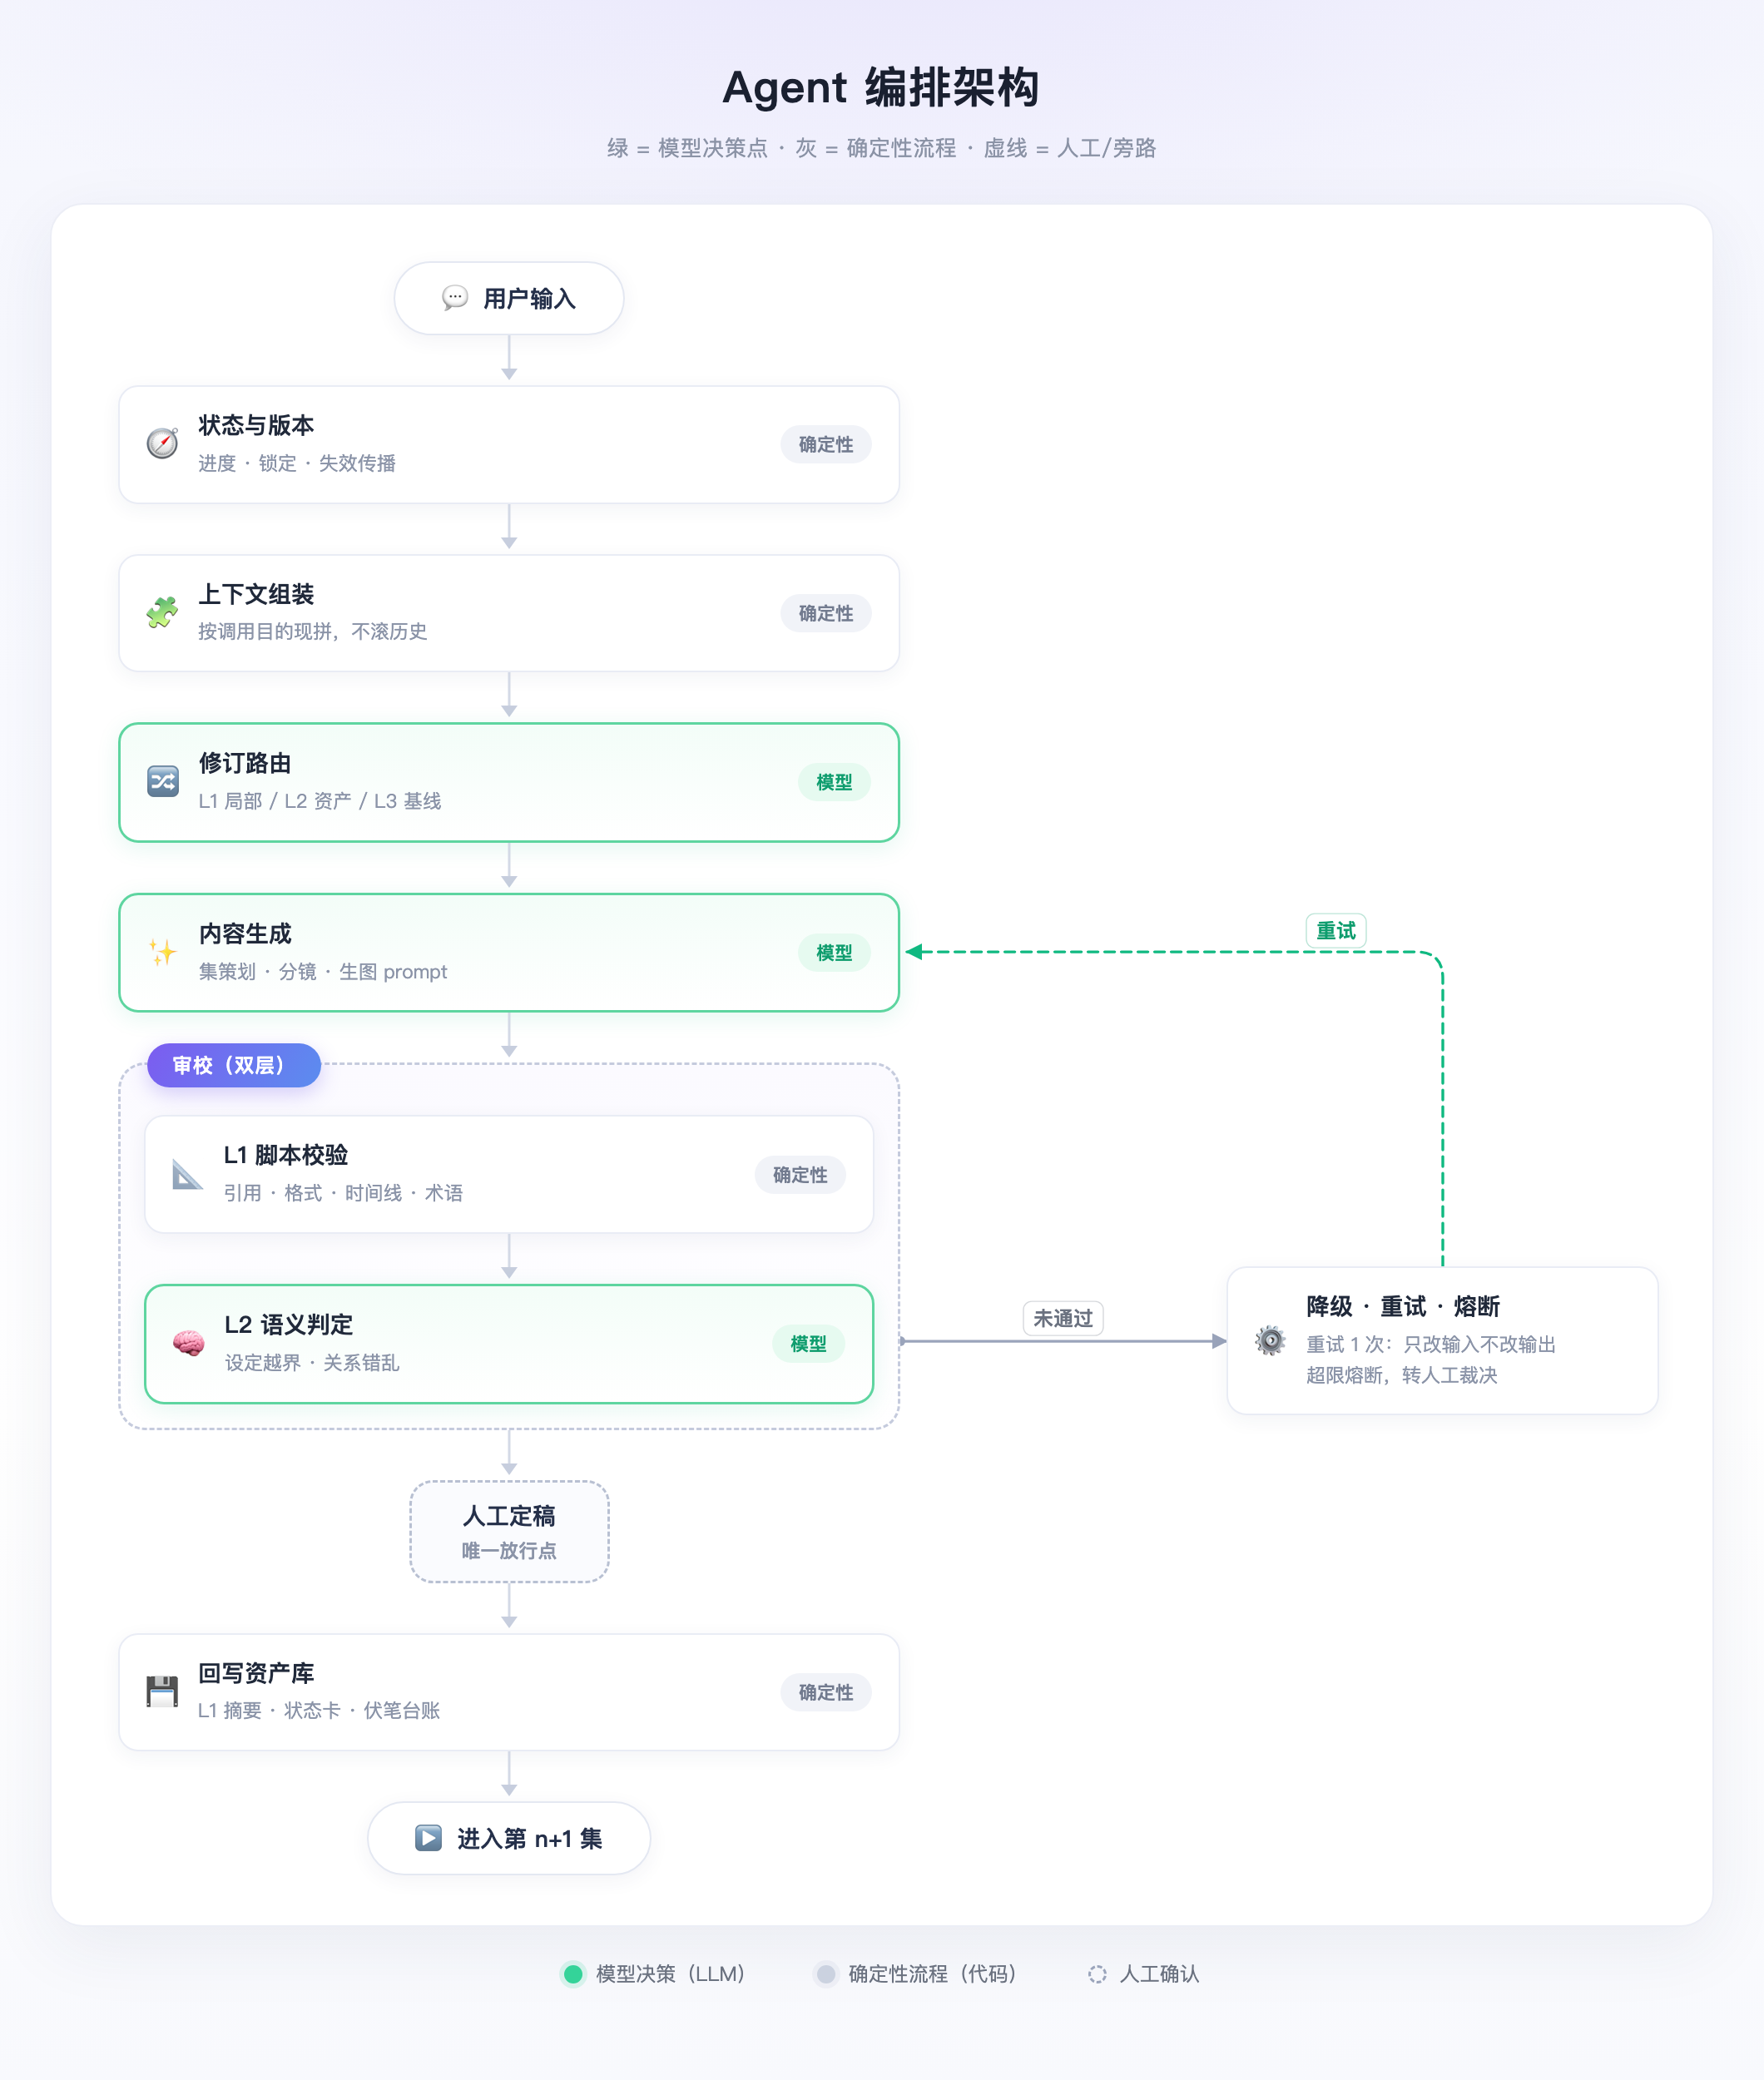 Agent 编排架构
绿 = 模型决策点 · 灰 = 确定性流程 · 虚线 = 人工/旁路
用户输入
状态与版本
进度 · 锁定 · 失效传播
确定性
上下文组装
按调用目的现拼，不滚历史
确定性
修订路由
L1 局部 / L2 资产 / L3 基线
模型
内容生成
集策划 · 分镜 · 生图 prompt
模型
重试
审校（双层）
L1 脚本校验
引用 · 格式 · 时间线 · 术语
确定性
L2 语义判定
设定越界 · 关系错乱
模型
未通过
降级 · 重试 · 熔断
重试 1 次：只改输入不改输出
超限熔断，转人工裁决
人工定稿
唯一放行点
回写资产库
L1 摘要 · 状态卡 · 伏笔台账
确定性
进入第 n+1 集
模型决策（LLM）
确定性流程（代码）
人工确认